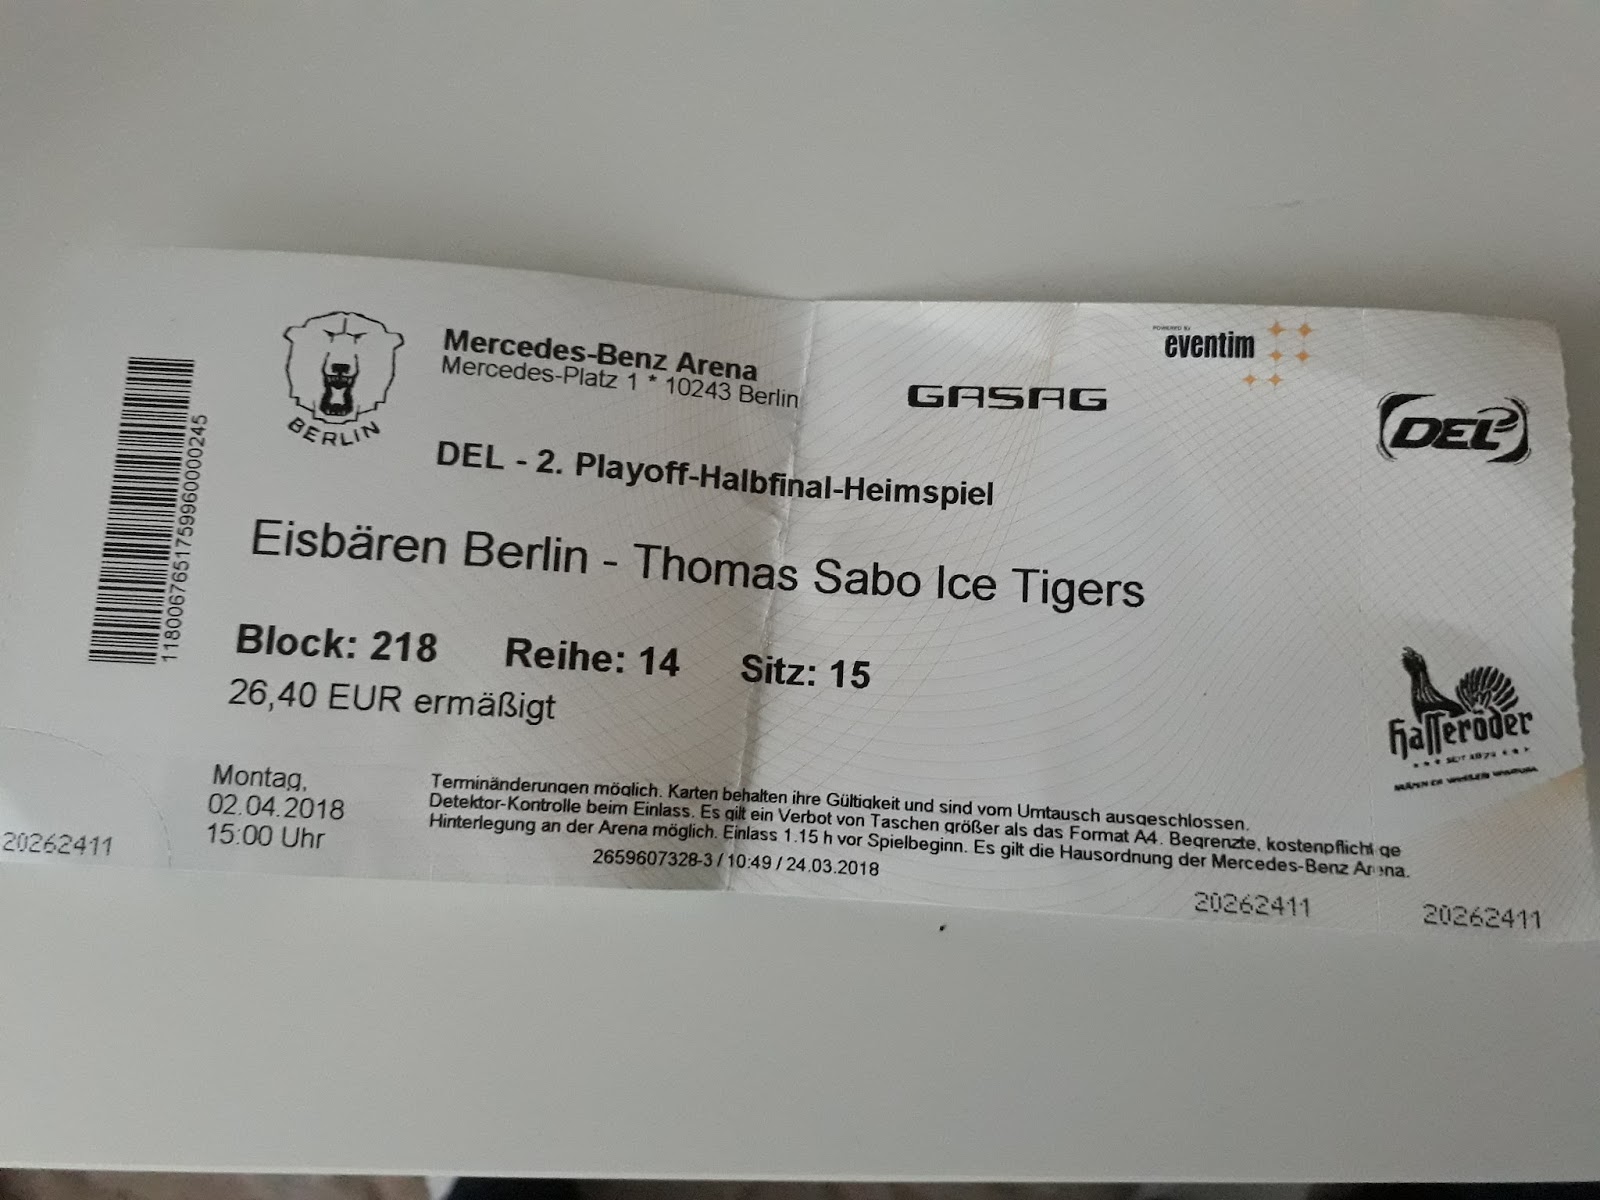 BERLIN
Mercedes-Benz Arena
Mercedes-Platz 1 * 10243 Berlin
GASAG
POWERED BY
eventim
DEL2
DEL - 2. Playoff-Halbfinal-Heimspiel
Eisbären Berlin - Thomas Sabo Ice Tigers
Block: 218 Reihe: 14 Sitz: 15
26,40 EUR ermäßigt
Hasseröder
Montag,
02.04.2018
15:00 Uhr
Terminänderungen möglich. Karten behalten ihre Gültigkeit und sind vom Umtausch ausgeschlossen.
Detektor-Kontrolle beim Einlass. Es gilt ein Verbot von Taschen größer als das Format A4. Begrenzte, kostenpflichtige
Hinterlegung an der Arena möglich. Einlass 1.15 h vor Spielbeginn. Es gilt die Hausordnung der Mercedes-Benz Arena.
2659607328-3 / 10:49 / 24.03.2018
118006765175996000245
20262411
20262411
20262411